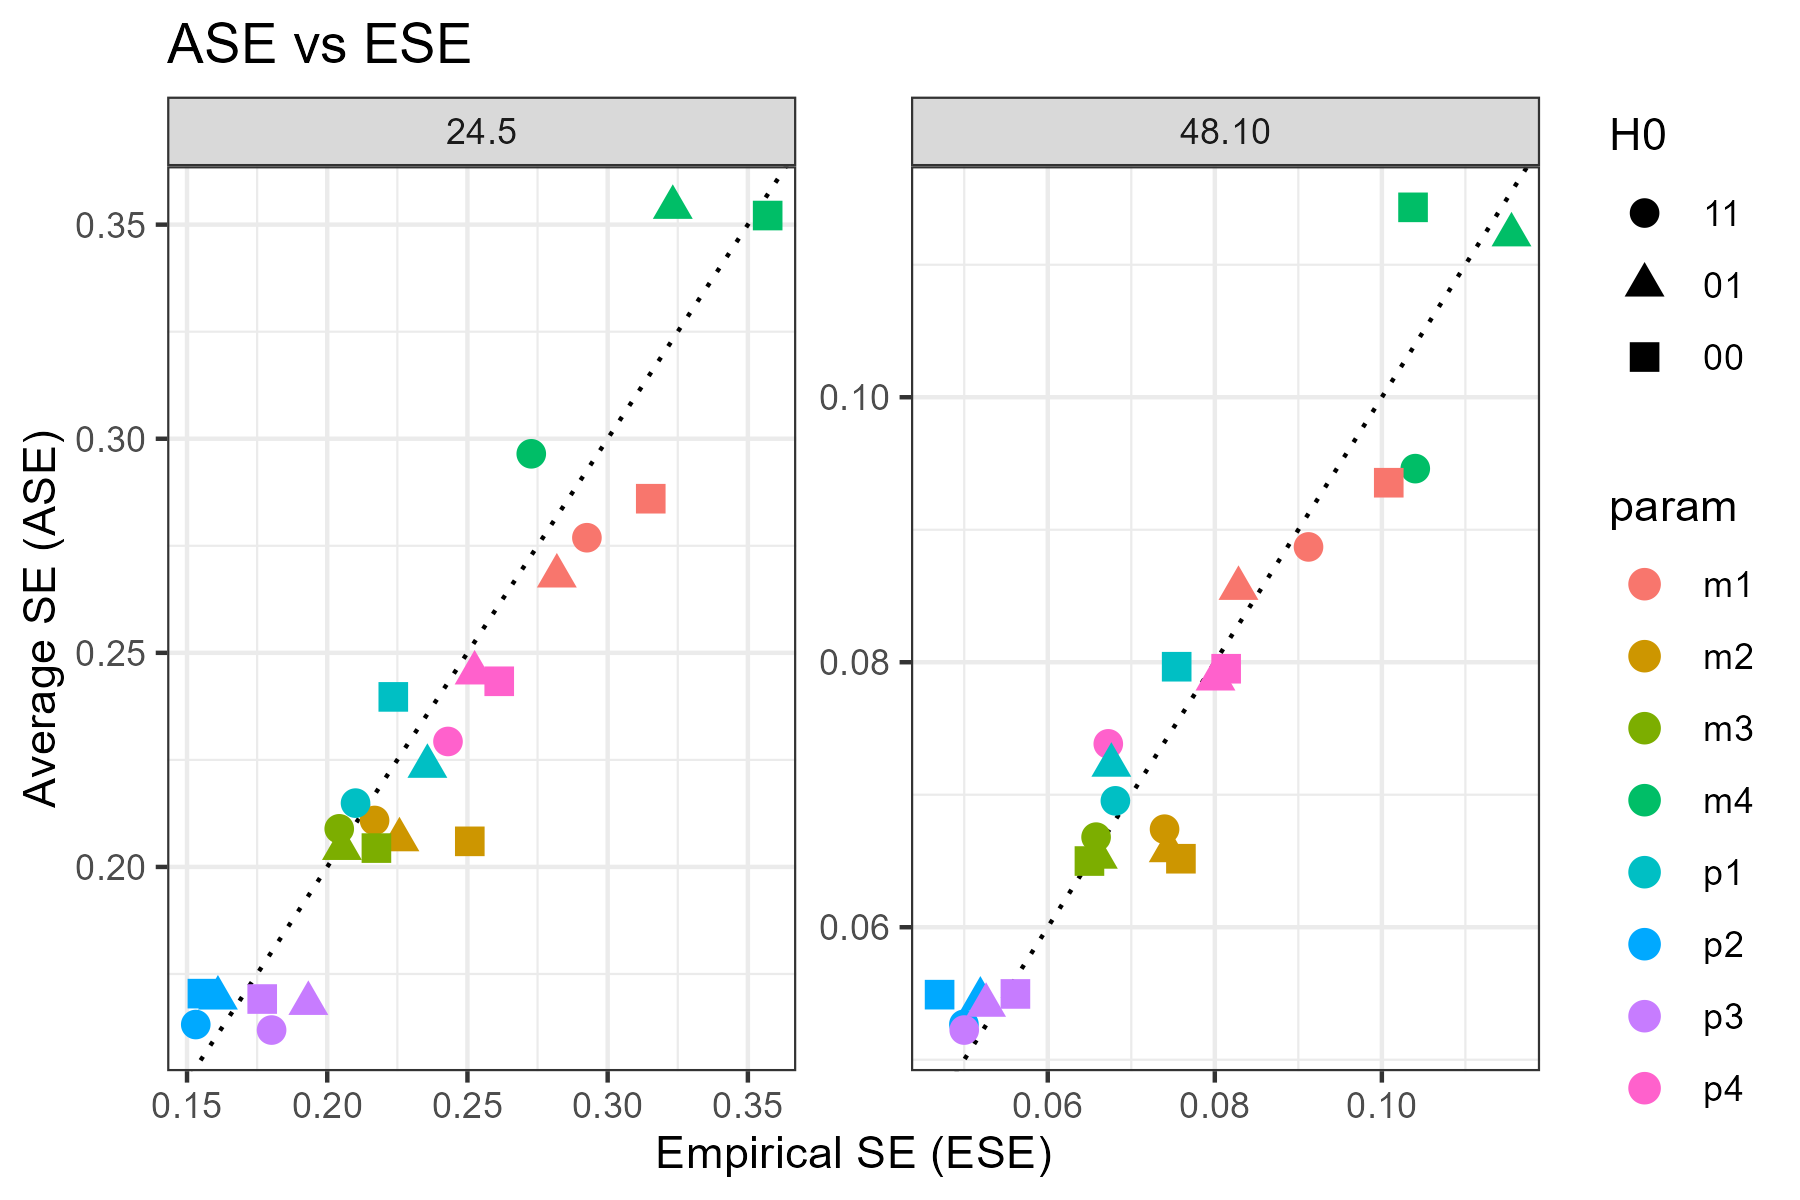 ASE vs ESE
24.5
48.10
Average SE (ASE)
0.35
0.30
0.25
0.20
0.10
0.08
0.06
0.15 0.20 0.25 0.30 0.35
0.06 0.08 0.10
Empirical SE (ESE)
H0
11
01
00
param
m1
m2
m3
m4
p1
p2
p3
p4